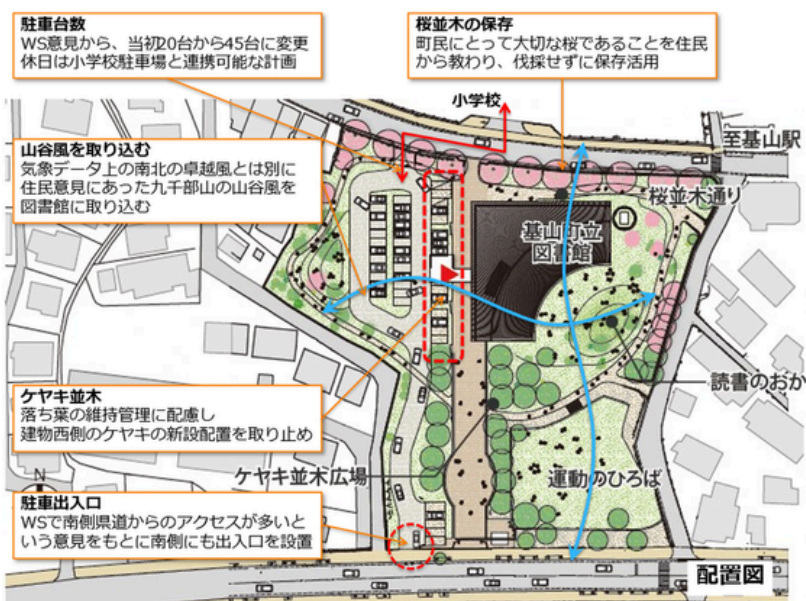 駐車台数
WS意見から、当初20台から45台に変更
休日は小学校駐車場と連携可能な計画
桜並木の保存
町民にとって大切な桜であることを住民
から教わり、伐採せずに保存活用
小学校
至基山駅
山谷風を取り込む
気象データ上の南北の卓越風とは別に
住民意見にあった九千部山の山谷風を
図書館に取り込む
桜並木通り
基山町立
図書館
読書のおか
ケヤキ並木
落ち葉の維持管理に配慮し
建物西側のケヤキの新設配置を取り止め
ケヤキ並木広場
運動のひろば
N
駐車出入口
WSで南側県道からのアクセスが多いと
いう意見をもとに南側にも出入口を設置
配置図